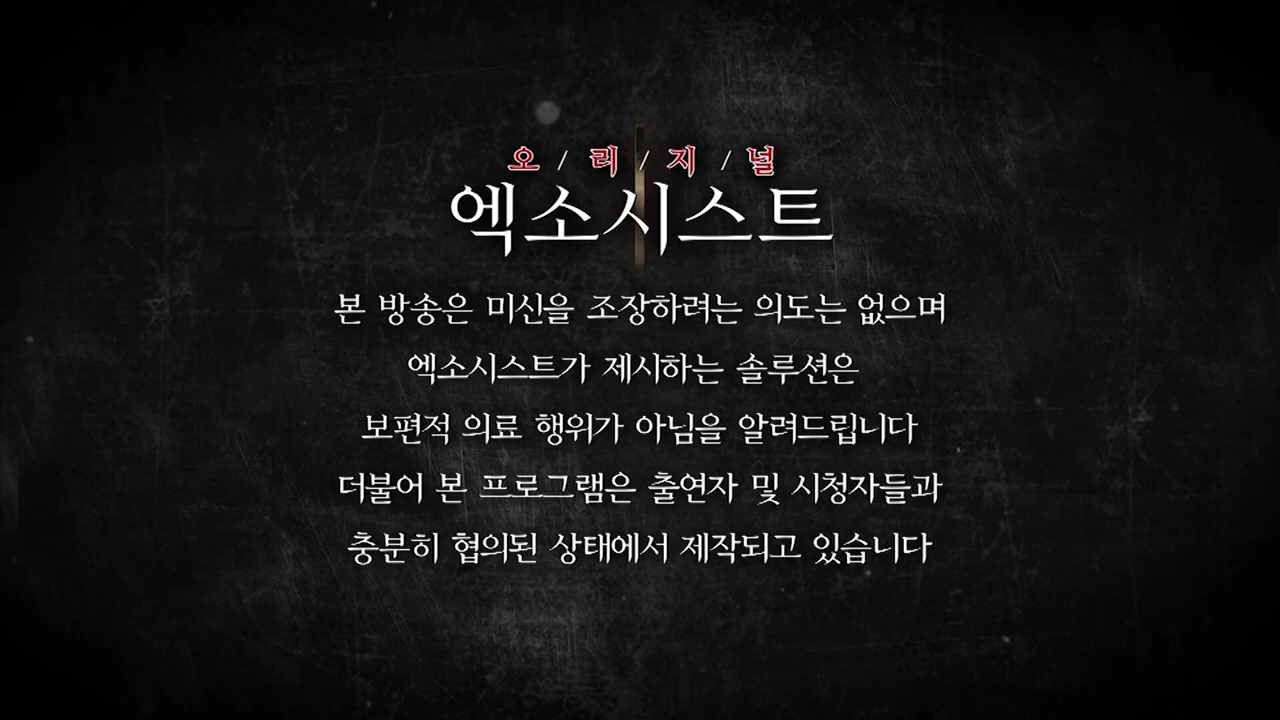 오/리/지/널
엑소시스트
본 방송은 미신을 조장하려는 의도는 없으며
엑소시스트가 제시하는 솔루션은
보편적 의료 행위가 아님을 알려드립니다
더불어 본 프로그램은 출연자 및 시청자들과
충분히 협의된 상태에서 제작되고 있습니다